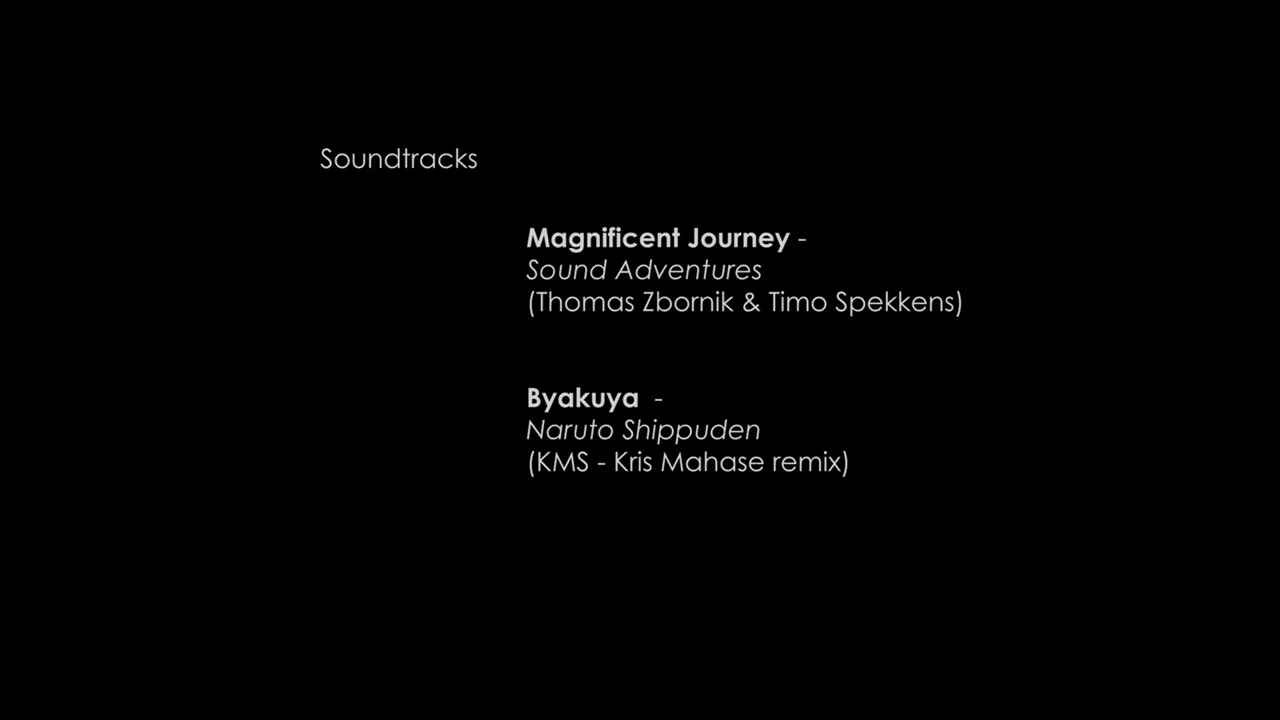 Soundtracks
Magnificent Journey -
Sound Adventures
(Thomas Zbornik & Timo Spekkens)
Byakuya  -
Naruto Shippuden
(KMS - Kris Mahase remix)